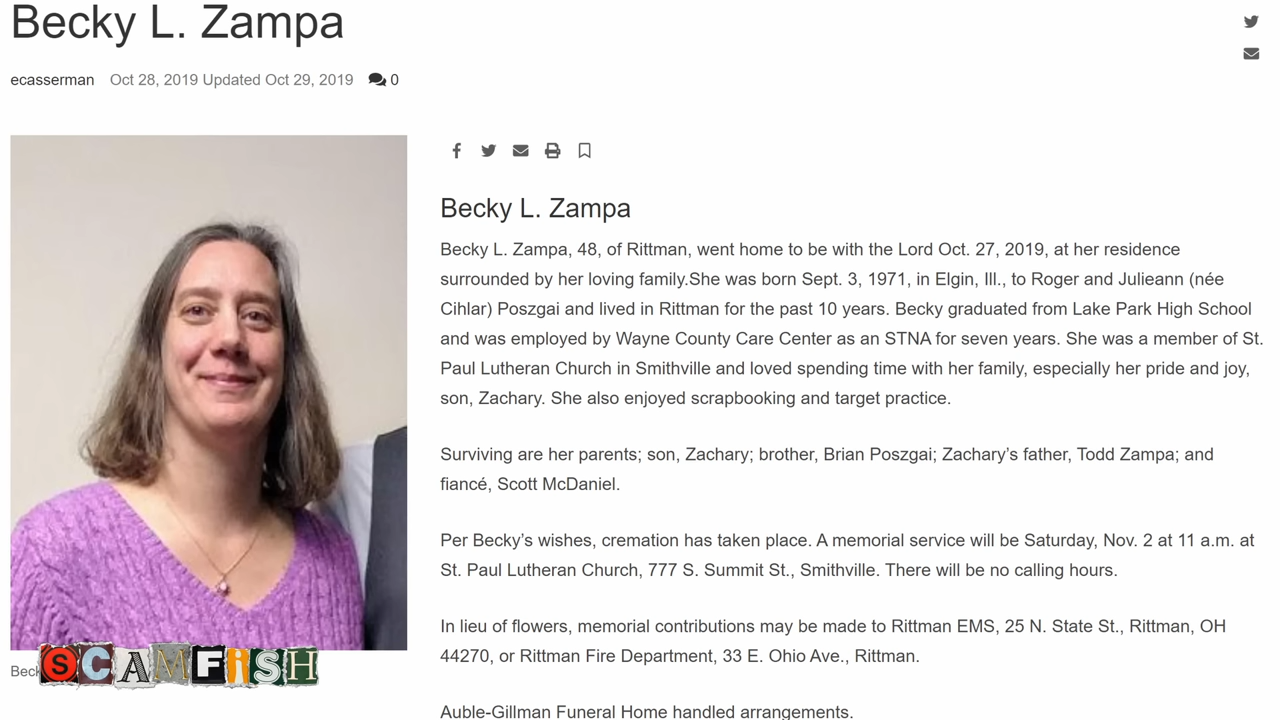 Becky L. Zampa
ecasserman Oct 28, 2019 Updated Oct 29, 2019 0
Becky L. Zampa
Becky L. Zampa, 48, of Rittman, went home to be with the Lord Oct. 27, 2019, at her residence
surrounded by her loving family.She was born Sept. 3, 1971, in Elgin, Ill., to Roger and Julieann (née
Cihlar) Poszgai and lived in Rittman for the past 10 years. Becky graduated from Lake Park High School
and was employed by Wayne County Care Center as an STNA for seven years. She was a member of St.
Paul Lutheran Church in Smithville and loved spending time with her family, especially her pride and joy,
son, Zachary. She also enjoyed scrapbooking and target practice.
Surviving are her parents; son, Zachary; brother, Brian Poszgai; Zachary's father, Todd Zampa; and
fiancé, Scott McDaniel.
Per Becky's wishes, cremation has taken place. A memorial service will be Saturday, Nov. 2 at 11 a.m. at
St. Paul Lutheran Church, 777 S. Summit St., Smithville. There will be no calling hours.
In lieu of flowers, memorial contributions may be made to Rittman EMS, 25 N. State St., Rittman, OH
44270, or Rittman Fire Department, 33 E. Ohio Ave., Rittman.
Auble-Gillman Funeral Home handled arrangements.
SCAMFiSH